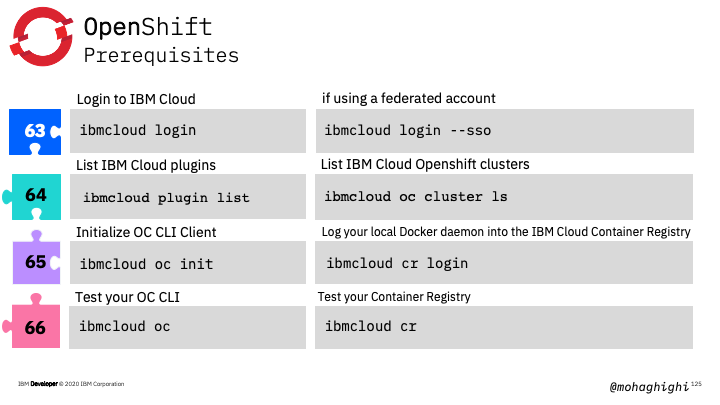 OpenShift
Prerequisites
Login to IBM Cloud
if using a federated account
63
ibmcloud login
ibmcloud login --sso
List IBM Cloud plugins
List IBM Cloud Openshift clusters
64
ibmcloud plugin list
ibmcloud oc cluster ls
Initialize OC CLI Client
Log your local Docker daemon into the IBM Cloud Container Registry
65
ibmcloud oc init
ibmcloud cr login
Test your OC CLI
Test your Container Registry
66
ibmcloud oc
ibmcloud cr
IBM Developer © 2020 IBM Corporation
@mohaghighi
125